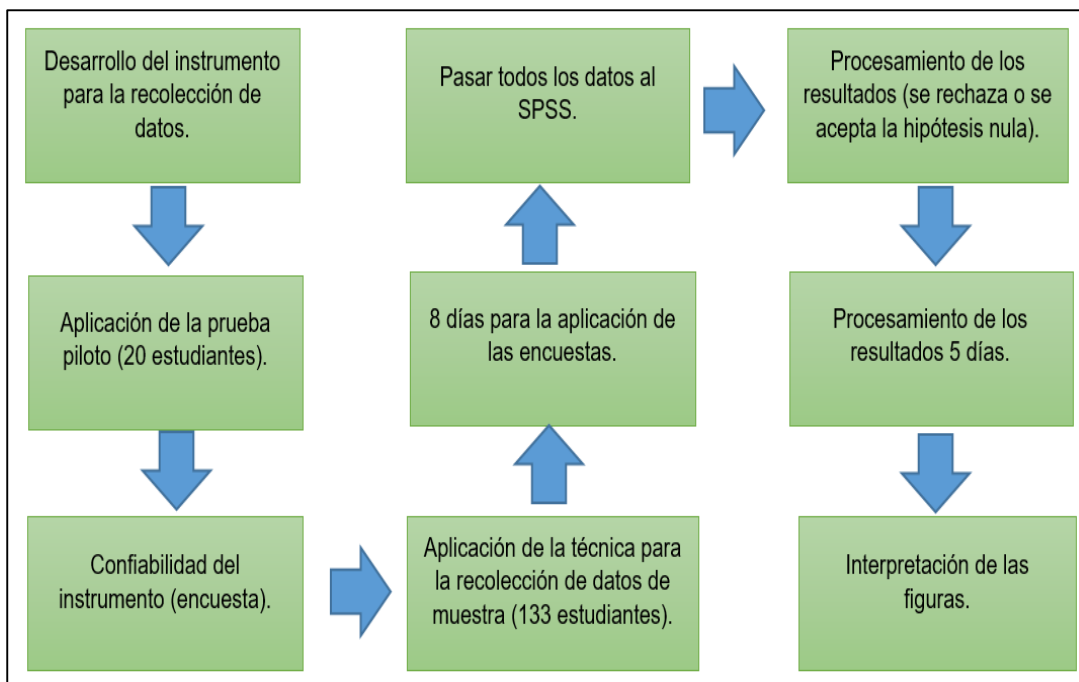 Desarrollo del instrumento
para la recolección de
datos.
Aplicación de la prueba
piloto (20 estudiantes).
Confiabilidad del
instrumento (encuesta).
Aplicación de la técnica para
la recolección de datos de
muestra (133 estudiantes).
8 días para la aplicación de
las encuestas.
Pasar todos los datos al
SPSS.
Procesamiento de los
resultados (se rechaza o se
acepta la hipótesis nula).
Procesamiento de los
resultados 5 días.
Interpretación de las
figuras.